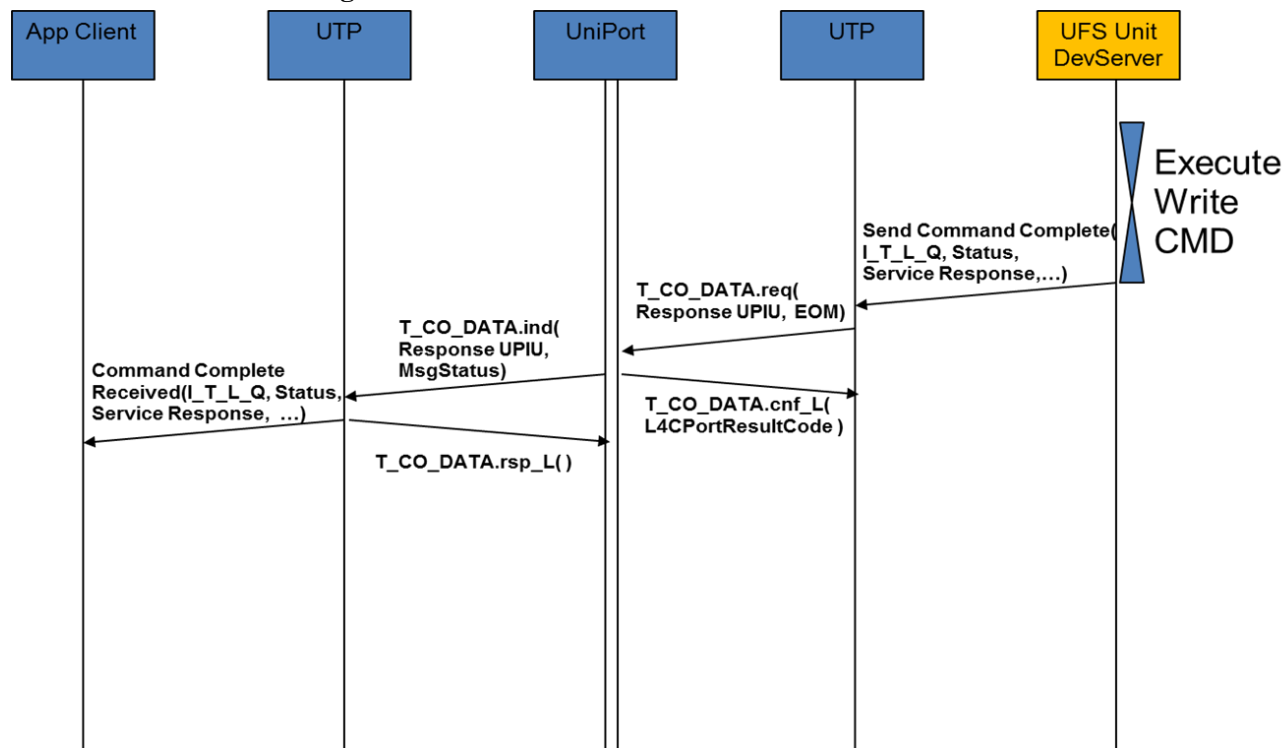 App Client
UTP
UniPort
UTP
UFS Unit
DevServer
Execute
Write
CMD
Send Command Complete(
I_T_L_Q, Status,
Service Response,…)
T_CO_DATA.req(
Response UPIU, EOM)
T_CO_DATA.ind(
Response UPIU,
MsgStatus)
Command Complete
Received(I_T_L_Q, Status,
Service Response, …)
T_CO_DATA.cnf_L(
L4CPortResultCode )
T_CO_DATA.rsp_L( )